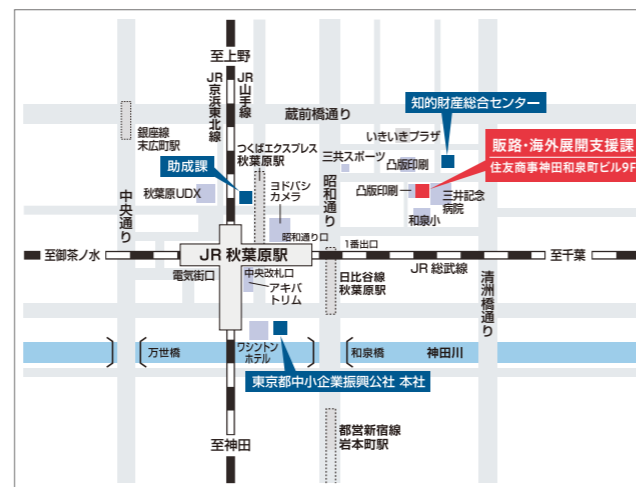 至上野
JR京浜東北線
JR山手線
蔵前橋通り
知的財産総合センター
銀座線
末広町駅
つくばエクスプレス
秋葉原駅
いきいきプラザ
販路・海外展開支援課
住友商事神田和泉町ビル9F
助成課
三共スポーツ
凸版印刷
昭和通り
中央通り
秋葉原UDX
ヨドバシ
カメラ
凸版印刷
三井記念
病院
和泉小
昭和通り口
1番出口
至御茶ノ水
JR 秋葉原駅
至千葉
JR 総武線
電気街口
中央改札口
アキバ
トリム
日比谷線
秋葉原駅
清洲橋通り
万世橋
ワシントン
ホテル
和泉橋
神田川
東京都中小企業振興公社 本社
至神田
都営新宿線
岩本町駅